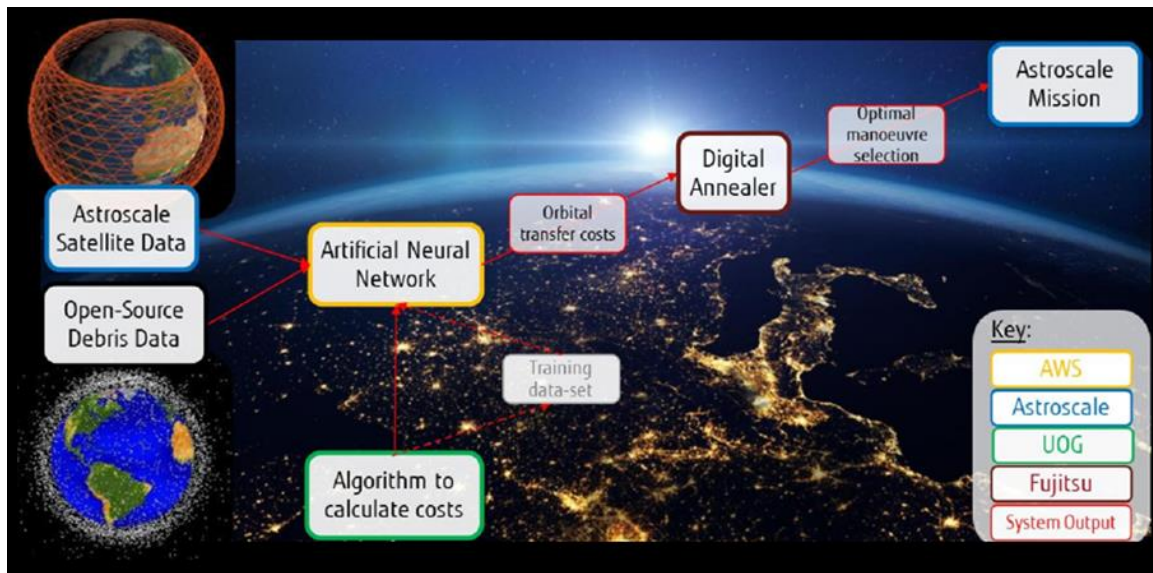 Astroscale
Satellite Data
Open-Source
Debris Data
Artificial Neural
Network
Algorithm to
calculate costs
Training
data-set
Orbital
transfer costs
Digital
Annealer
Optimal
manoeuvre
selection
Astroscale
Mission
Key:
AWS
Astroscale
UOG
Fujitsu
System Output